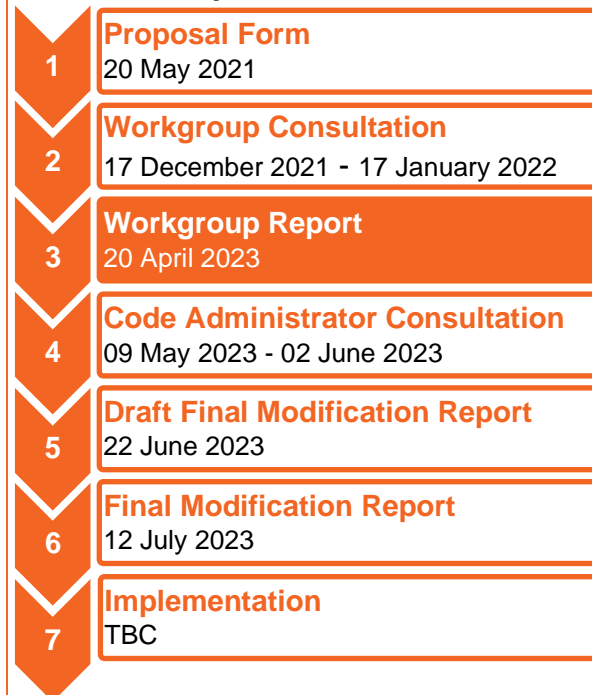 1
Proposal Form
20 May 2021
2
Workgroup Consultation
17 December 2021 - 17 January 2022
3
Workgroup Report
20 April 2023
4
Code Administrator Consultation
09 May 2023 - 02 June 2023
5
Draft Final Modification Report
22 June 2023
6
Final Modification Report
12 July 2023
7
Implementation
TBC